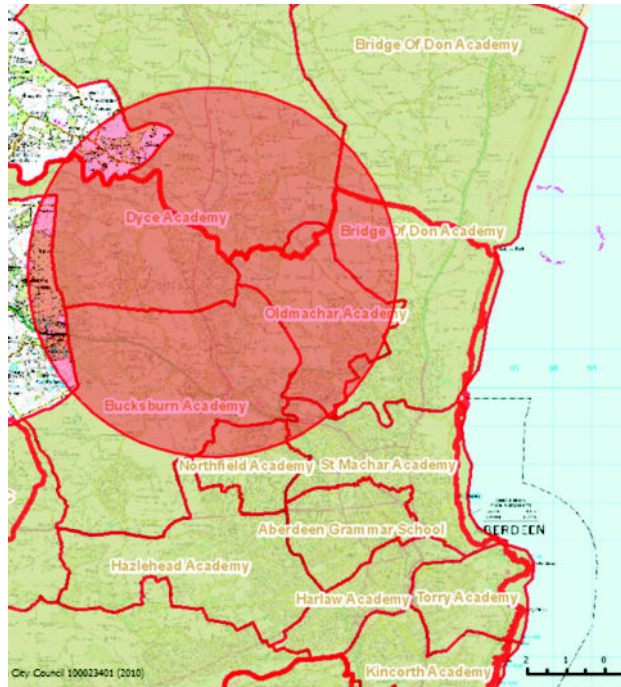 Bridge Of Don Academy
Dyce Academy
Bridge Of Don Academy
Oldmachar Academy
Bucksburn Academy
Northfield Academy
St Machar Academy
Aberdeen Grammar School
BERDEEN
Hazlehead Academy
Harlaw Academy
Torry Academy
Kincorth Academy
City Council 100023401 (2010)
2 1 0